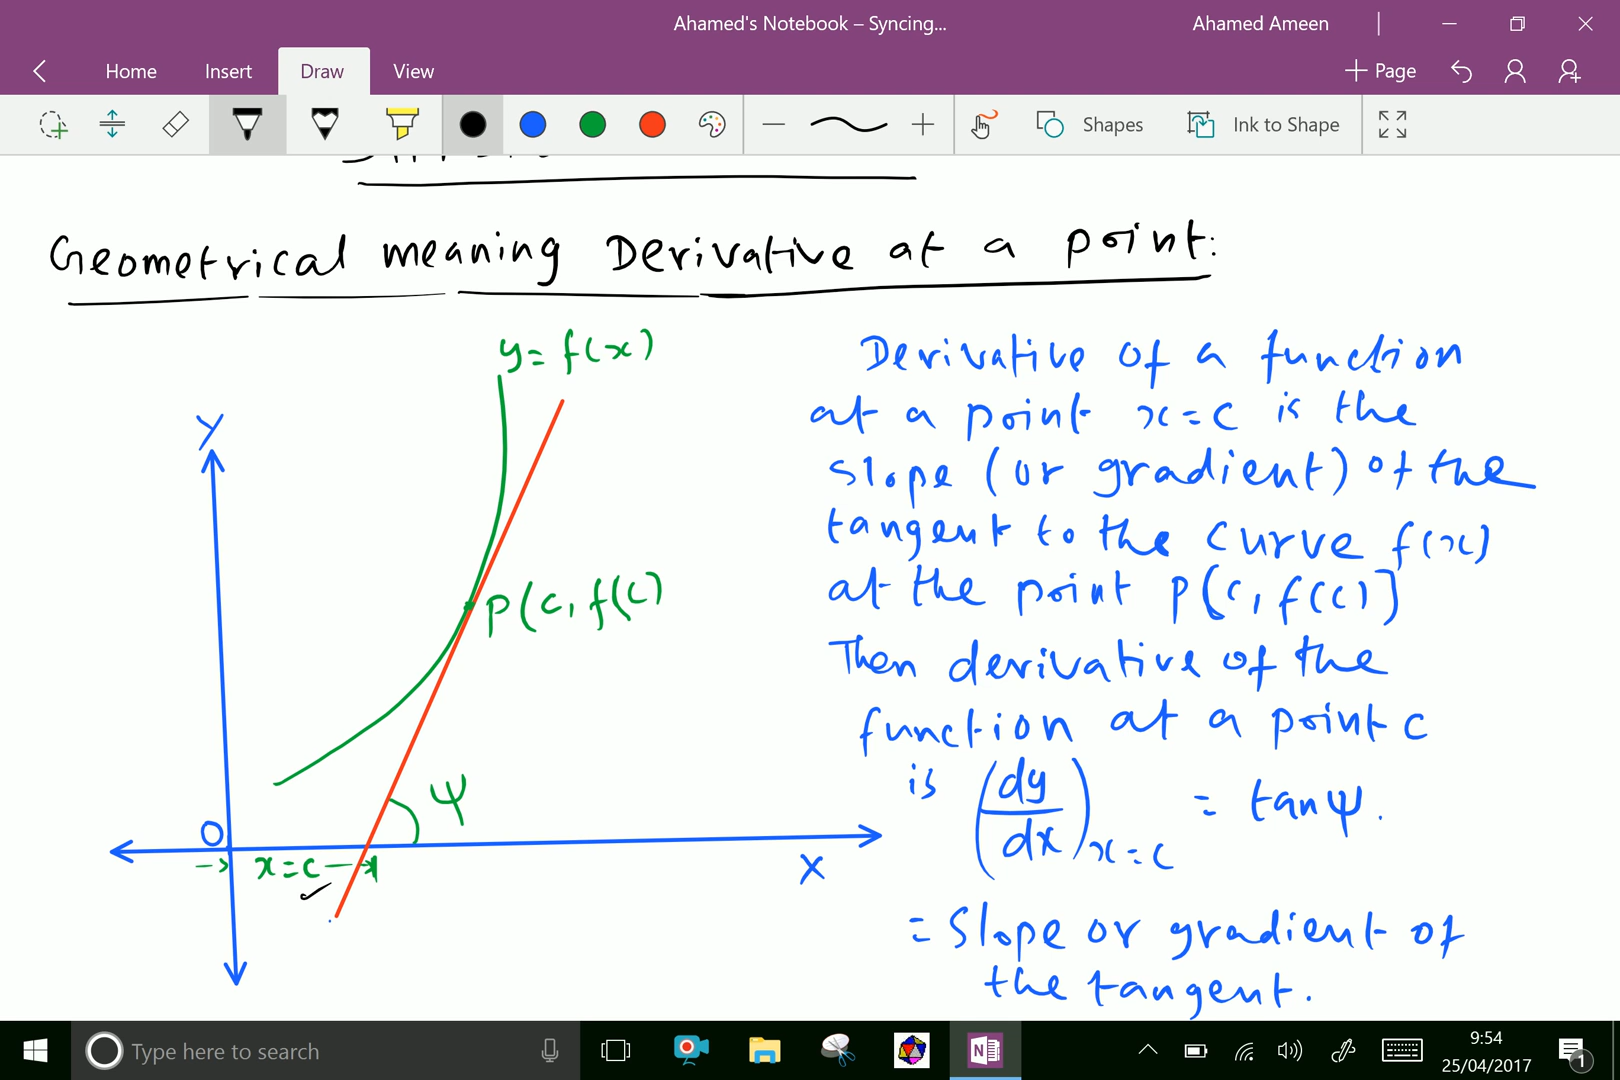 Ahamed's Notebook – Syncing...
Ahamed Ameen
Home Insert Draw View
Page
Shapes
Ink to Shape
Geometrical meaning Derivative at a point:
y = f(x)
Y
P(c, f(c)
ψ
O
x = c
X
Derivative of a function
at a point x = c is the
slope (or gradient) of the
tangent to the curve f(x)
at the point P[c, f(c)]
Then derivative of the
function at a point c
is (dy/dx)x=c = tan ψ.
= Slope or gradient of
the tangent.
Type here to search
N
9:54
25/04/2017
1